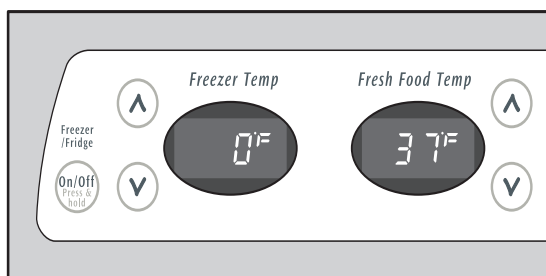 Freezer Temp
Fresh Food Temp
Freezer
/Fridge
0°F
37°F
On/Off
Press &
hold